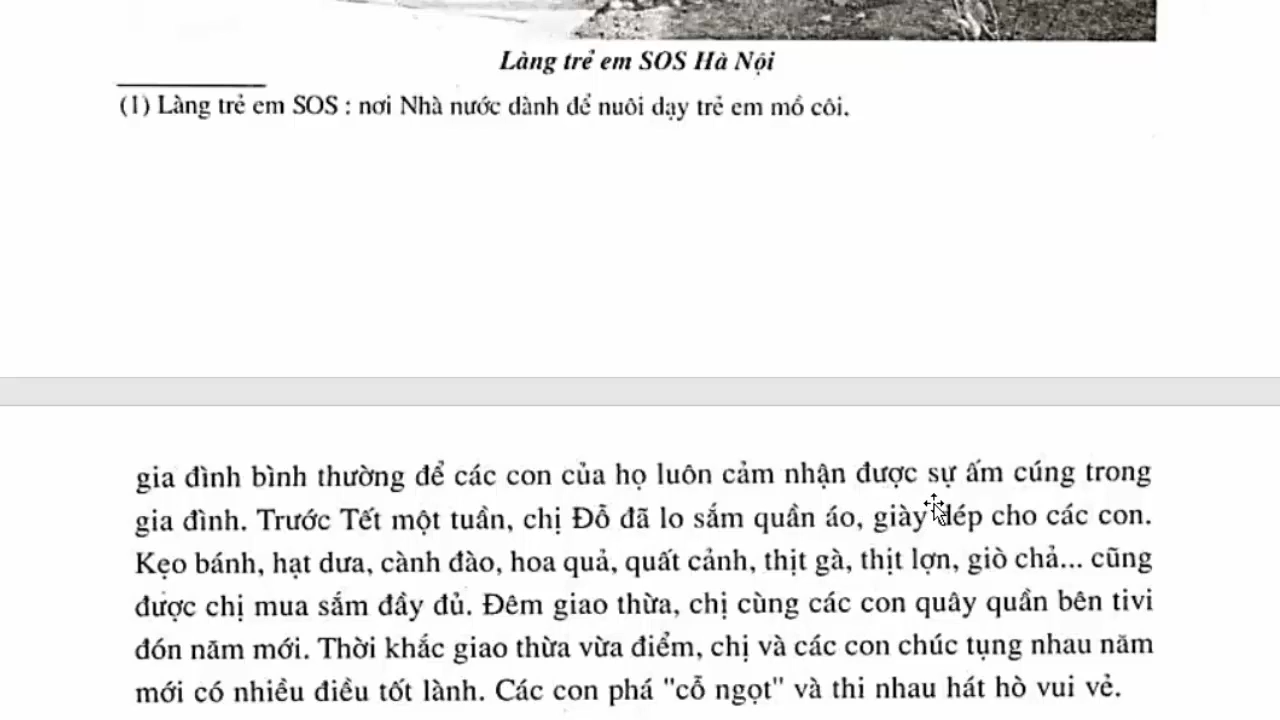 Làng trẻ em SOS Hà Nội
(1) Làng trẻ em SOS : nơi Nhà nước dành để nuôi dạy trẻ em mồ côi.
gia đình bình thường để các con của họ luôn cảm nhận được sự ấm cúng trong
gia đình. Trước Tết một tuần, chị Đỗ đã lo sắm quần áo, giày dép cho các con.
Kẹo bánh, hạt dưa, cành đào, hoa quả, quất cảnh, thịt gà, thịt lợn, giò chả... cũng
được chị mua sắm đầy đủ. Đêm giao thừa, chị cùng các con quây quần bên tivi
đón năm mới. Thời khắc giao thừa vừa điểm, chị và các con chúc tụng nhau năm
mới có nhiều điều tốt lành. Các con phá "cỗ ngọt" và thi nhau hát hò vui vẻ.